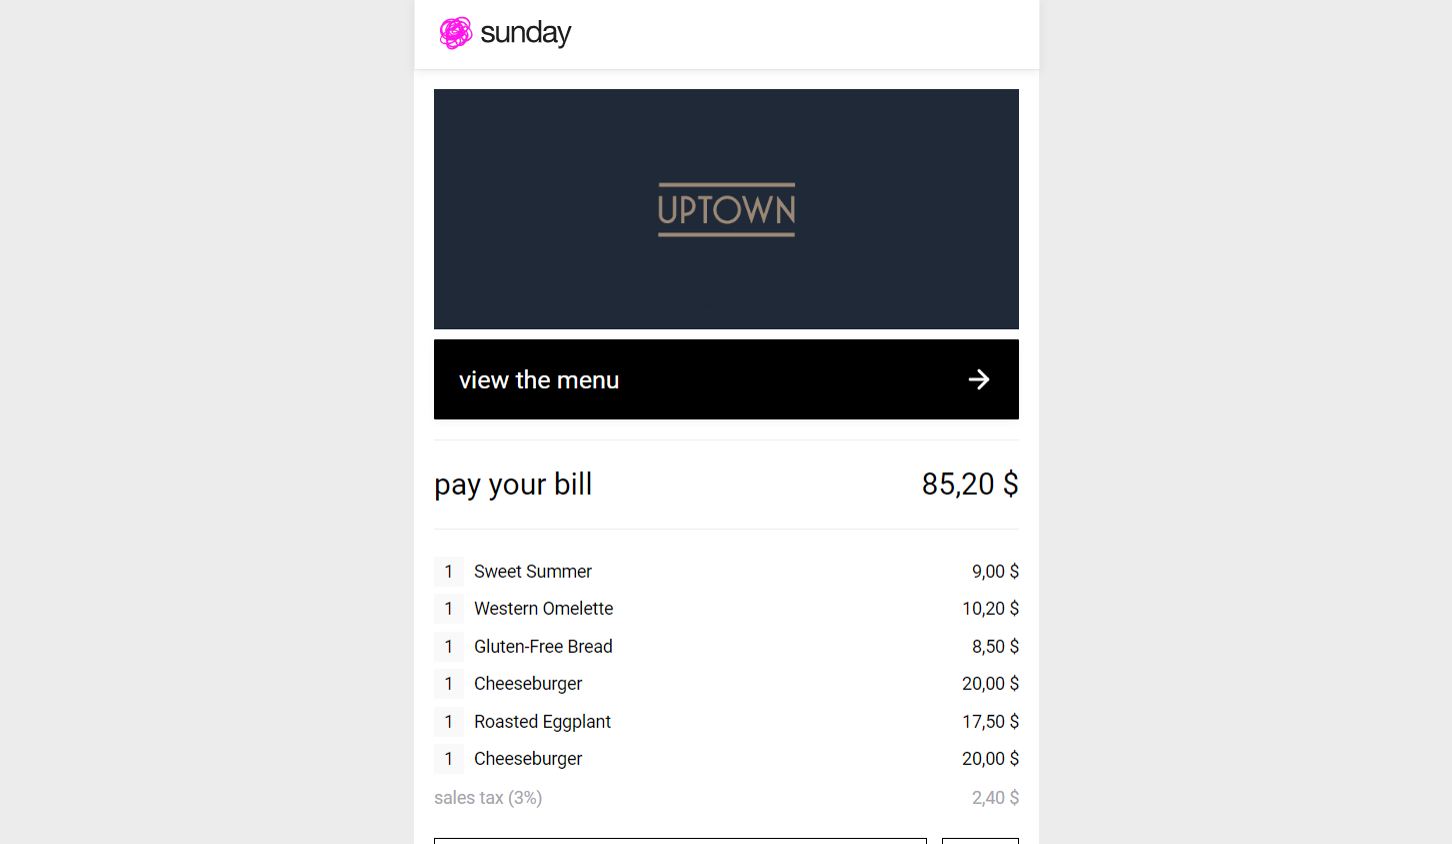 sunday
UPTOWN
view the menu
pay your bill 85,20 $
1 Sweet Summer 9,00 $
1 Western Omelette 10,20 $
1 Gluten-Free Bread 8,50 $
1 Cheeseburger 20,00 $
1 Roasted Eggplant 17,50 $
1 Cheeseburger 20,00 $
sales tax (3%) 2,40 $